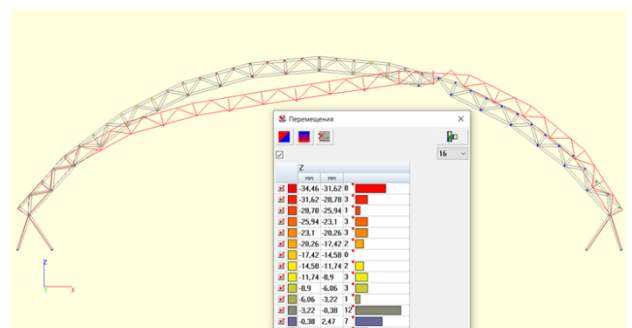 Перемещения
16
Z
мм мм
-34,46 -31,62 8
-31,62 -28,78 3
-28,78 -25,94 1
-25,94 -23,1 3
-23,1 -20,26 3
-20,26 -17,42 2
-17,42 -14,58 0
-14,58 -11,74 2
-11,74 -8,9 3
-8,9 -6,06 3
-6,06 -3,22 1
-3,22 -0,38 12
-0,38 2,47 7
Z
Y X